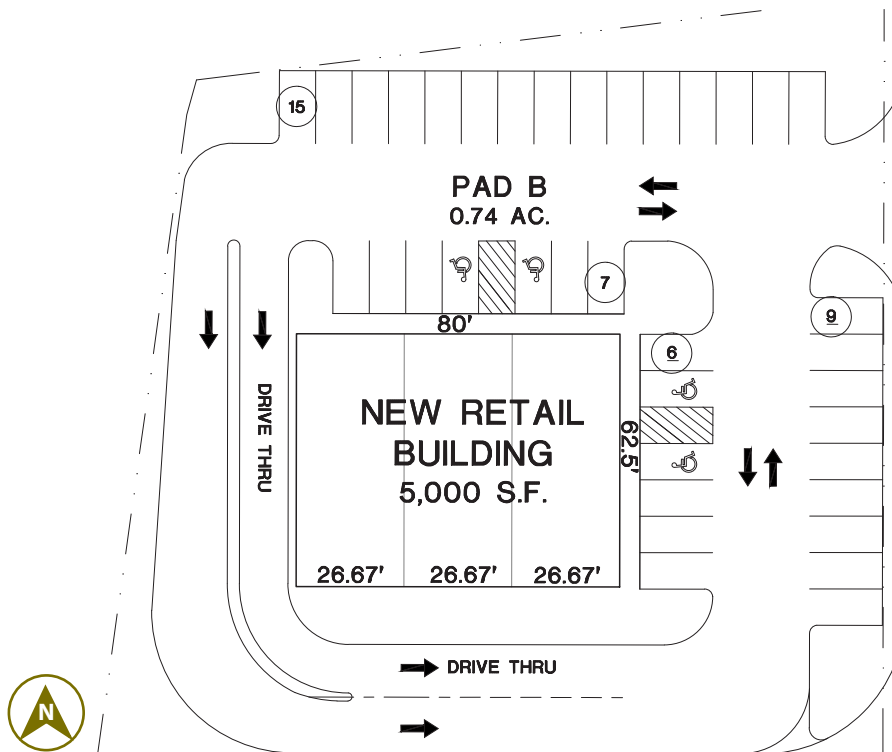 15
PAD B
0.74 AC.
7
9
80'
6
DRIVE THRU
NEW RETAIL
BUILDING
5,000 S.F.
62.5'
26.67' 26.67' 26.67'
DRIVE THRU
N